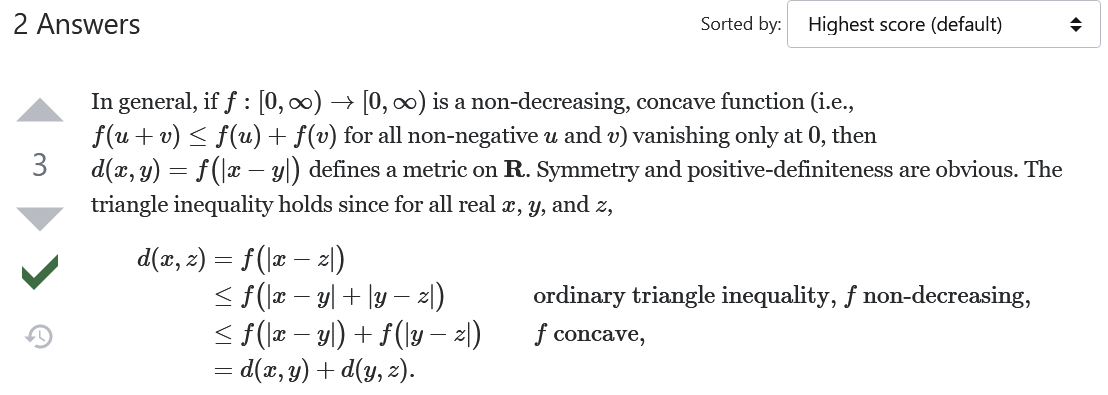 2 Answers
Sorted by: Highest score (default)
In general, if f : [0, ∞) → [0, ∞) is a non-decreasing, concave function (i.e.,
f(u + v) ≤ f(u) + f(v) for all non-negative u and v) vanishing only at 0, then
3
d(x, y) = f(|x − y|) defines a metric on R. Symmetry and positive-definiteness are obvious. The
triangle inequality holds since for all real x, y, and z,
d(x, z) = f(|x − z|)
≤ f(|x − y| + |y − z|) ordinary triangle inequality, f non-decreasing,
≤ f(|x − y|) + f(|y − z|) f concave,
= d(x, y) + d(y, z).